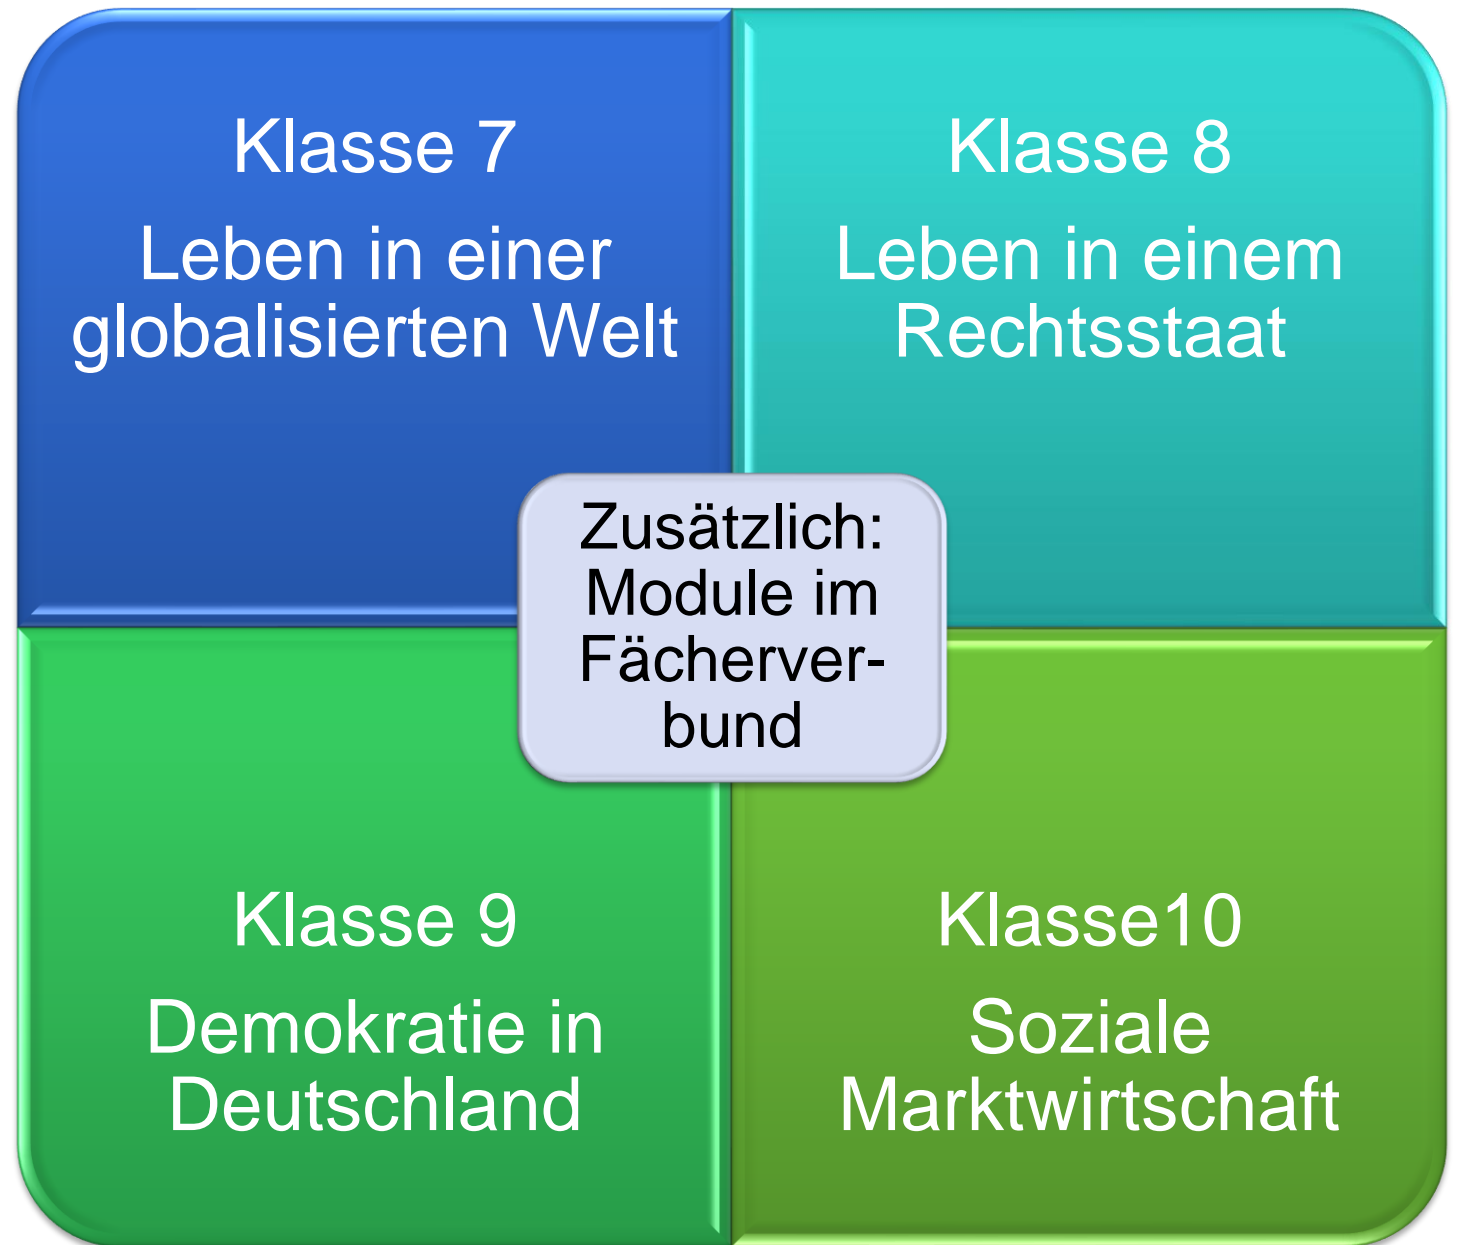 Klasse 7
Leben in einer
globalisierten Welt
Klasse 8
Leben in einem
Rechtsstaat
Zusätzlich:
Module im
Fächerver-
bund
Klasse 9
Demokratie in
Deutschland
Klasse10
Soziale
Marktwirtschaft